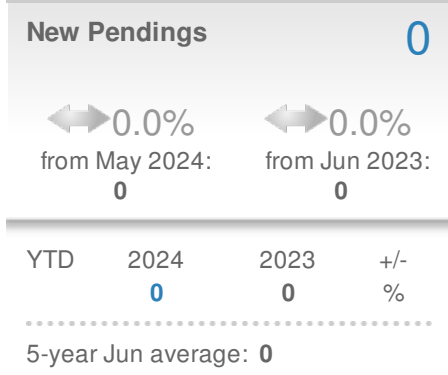 New Pendings 0
0.0% 0.0%
from May 2024: from Jun 2023:
0 0
YTD 2024 2023 +/-
0 0 %
5-year Jun average: 0